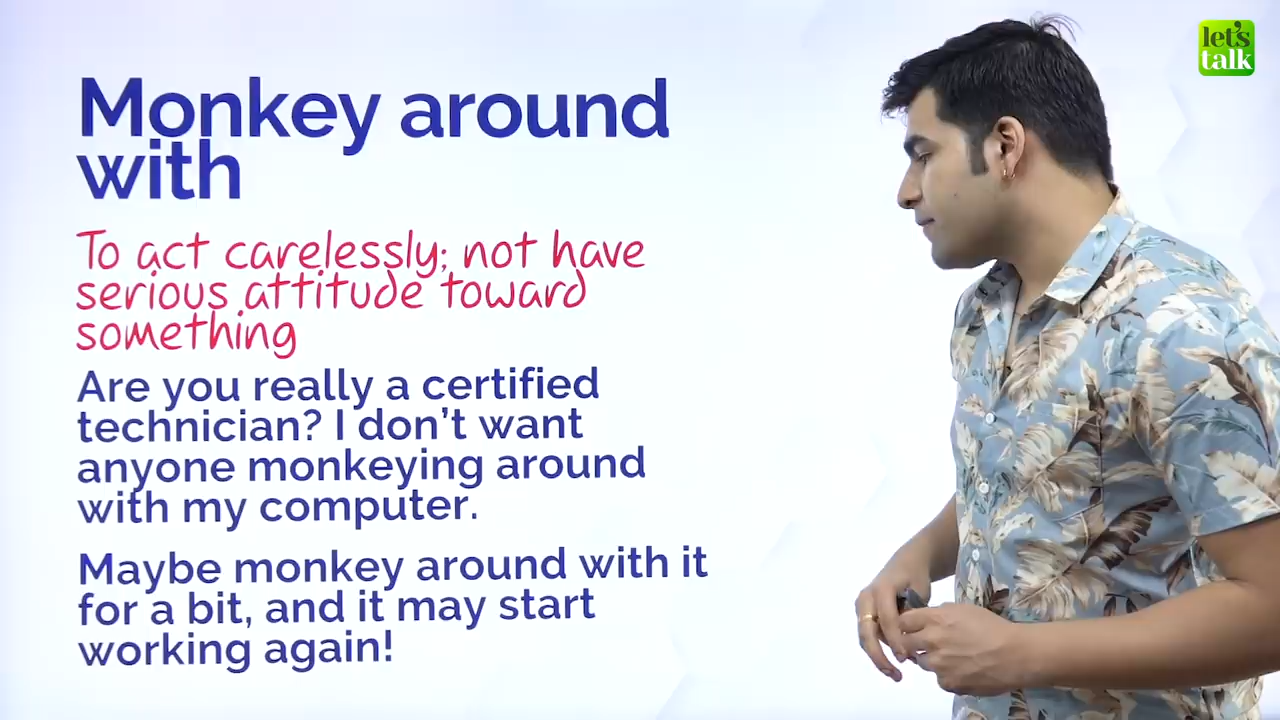 Monkey around
with
To act carelessly; not have
serious attitude toward
something
Are you really a certified
technician? I don't want
anyone monkeying around
with my computer.
Maybe monkey around with it
for a bit, and it may start
working again!
let's
talk